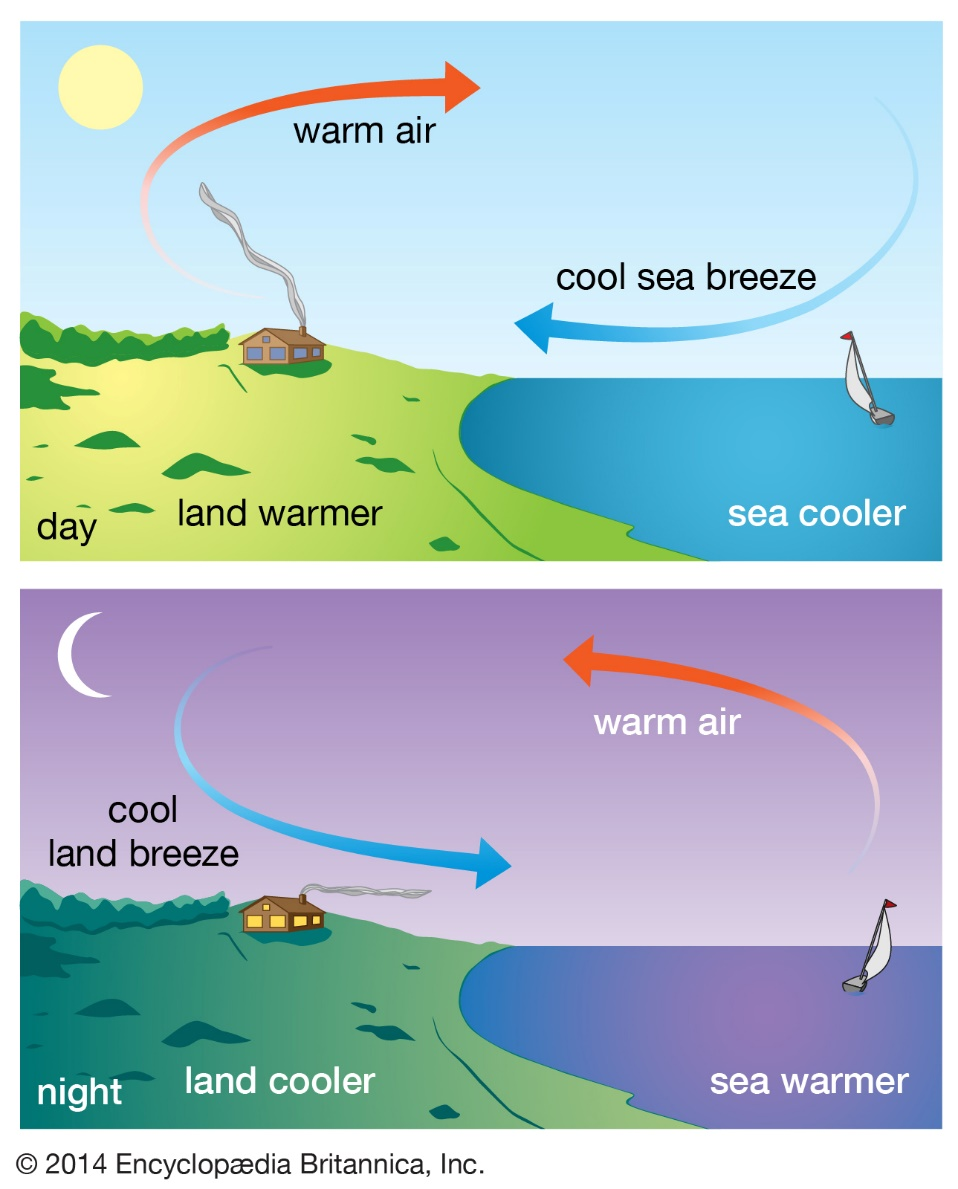 warm air
cool sea breeze
day
land warmer
sea cooler
warm air
cool
land breeze
night
land cooler
sea warmer
© 2014 Encyclopædia Britannica, Inc.